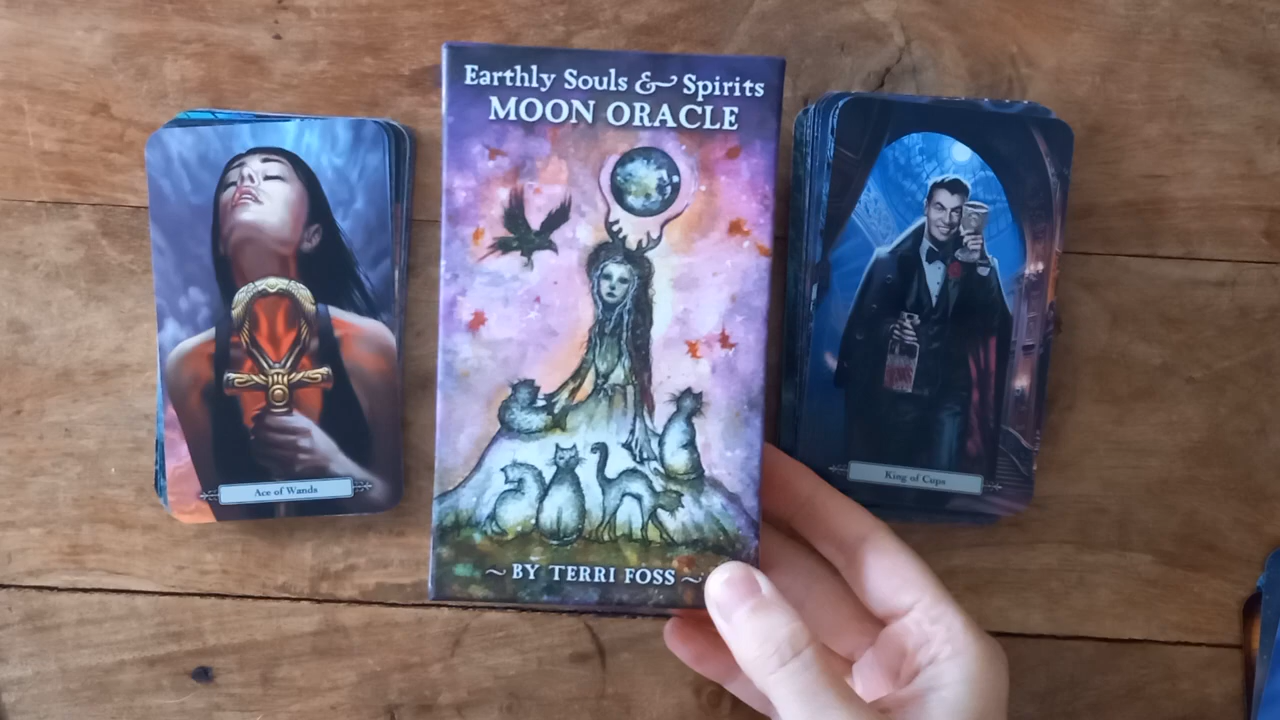 Earthly Souls & Spirits
MOON ORACLE
~ BY TERRI FOSS ~
Ace of Wands
King of Cups